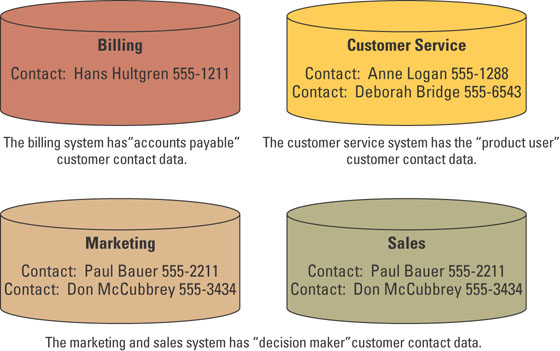 Billing
Contact:  Hans Hultgren 555-1211
The billing system has“accounts payable”
customer contact data.
Customer Service
Contact:  Anne Logan 555-1288
Contact:  Deborah Bridge 555-6543
The customer service system has the “product user”
customer contact data.
Marketing
Contact:  Paul Bauer 555-2211
Contact:  Don McCubbrey 555-3434
Sales
Contact:  Paul Bauer 555-2211
Contact:  Don McCubbrey 555-3434
The marketing and sales system has “decision maker”customer contact data.